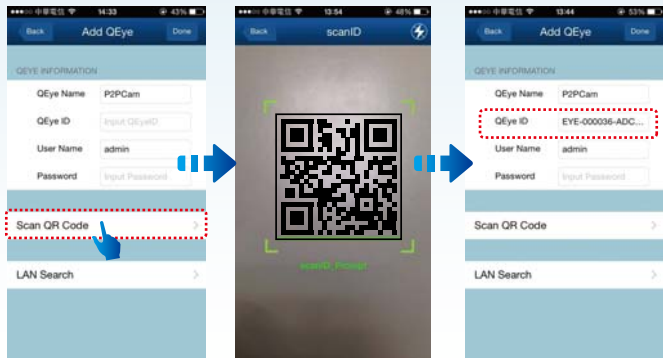 中華電信 14:33 43%
Back Add QEye Done
QEYE INFORMATION
QEye Name P2PCam
QEye ID Input QEyeID
User Name admin
Password Input Password
Scan QR Code
LAN Search
中華電信 13:54 48%
Back scanID
scanID_Prompt
中華電信 13:44 53%
Back Add QEye Done
QEYE INFORMATION
QEye Name P2PCam
QEye ID EYE-000036-ADC...
User Name admin
Password Input Password
Scan QR Code
LAN Search